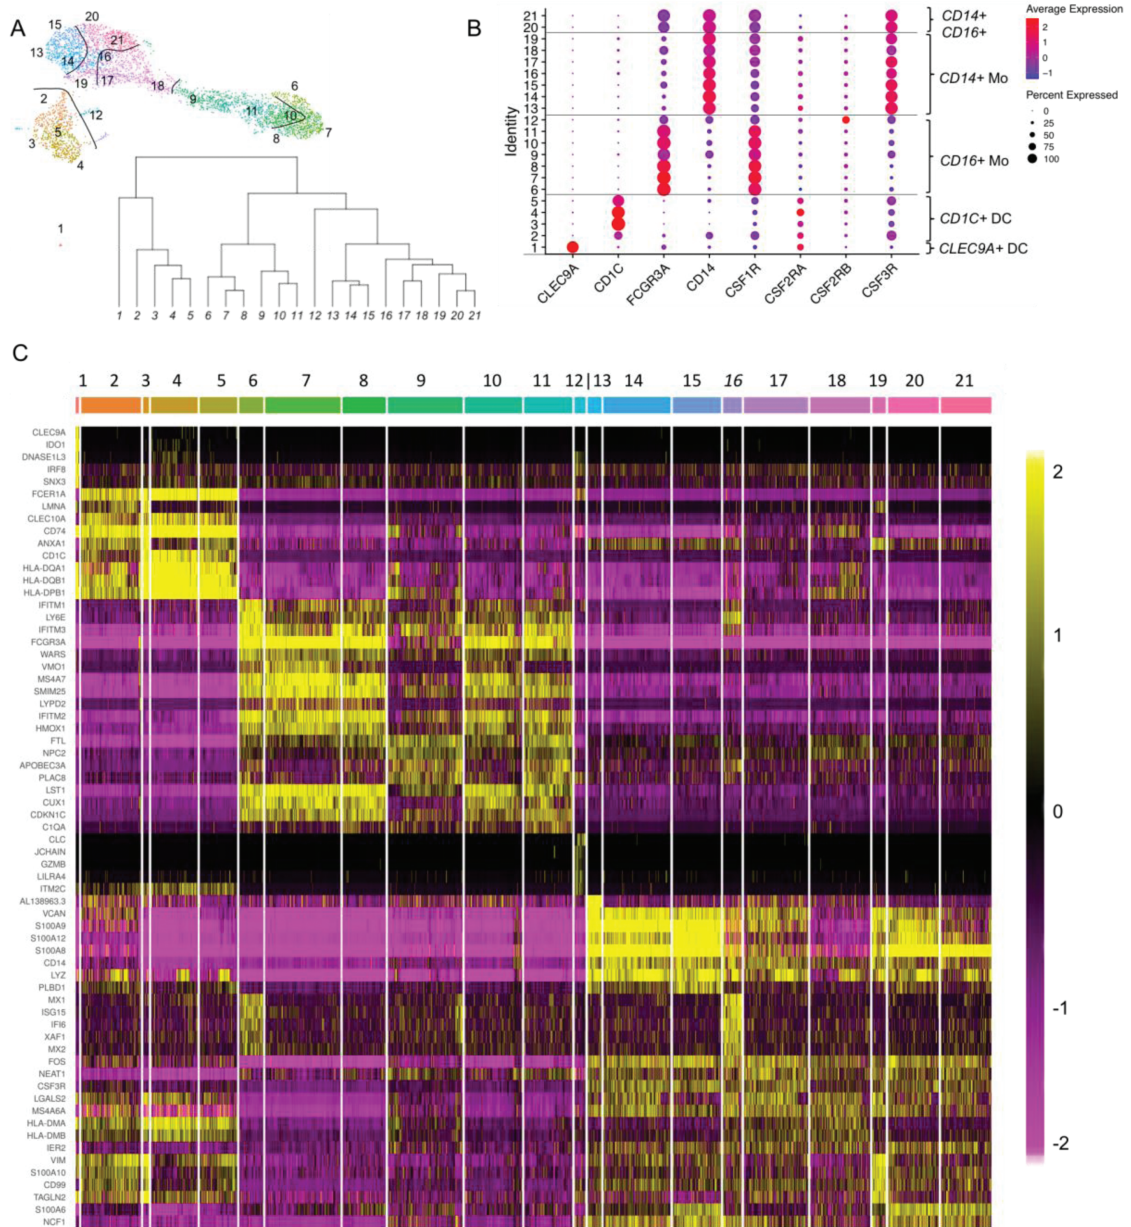 A
15
20
21
13
14
16
19
17
18
9
11
6
10
8
7
2
12
3
5
4
1
1 2 3 4 5 6 7 8 9 10 11 12 13 14 15 16 17 18 19 20 21
B
Identity
21
20
19
18
17
16
15
14
13
12
11
10
9
8
7
6
5
4
3
2
1
CLEC9A
CD1C
FCGR3A
CD14
CSF1R
CSF2RA
CSF2RB
CSF3R
CD14+
CD16+
CD14+ Mo
CD16+ Mo
CD1C+ DC
CLEC9A+ DC
Average Expression
2
1
0
−1
Percent Expressed
0
25
50
75
100
C
1 2 3 4 5 6 7 8 9 10 11 12 | 13 14 15 16 17 18 19 20 21
CLEC9A
IDO1
DNASE1L3
IRF8
SNX3
FCER1A
LMNA
CLEC10A
CD74
ANXA1
CD1C
HLA-DQA1
HLA-DQB1
HLA-DPB1
IFITM1
LY6E
IFITM3
FCGR3A
WARS
VMO1
MS4A7
SMIM25
LYPD2
IFITM2
HMOX1
FTL
NPC2
APOBEC3A
PLAC8
LST1
CUX1
CDKN1C
C1QA
CLC
JCHAIN
GZMB
LILRA4
ITM2C
AL138963.3
VCAN
S100A9
S100A12
S100A8
CD14
LYZ
PLBD1
MX1
ISG15
IFI6
XAF1
MX2
FOS
NEAT1
CSF3R
LGALS2
MS4A6A
HLA-DMA
HLA-DMB
IER2
VIM
S100A10
CD99
TAGLN2
S100A6
NCF1
2
1
0
-1
-2